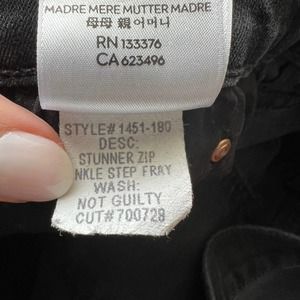 MADRE MERE MUTTER MADRE
母母 親 어머니
RN 133376
CA 623496
STYLE# 1451-180
DESC:
STUNNER ZIP
NKLE STEP FRAY
WASH:
NOT GUILTY
CUT#700728